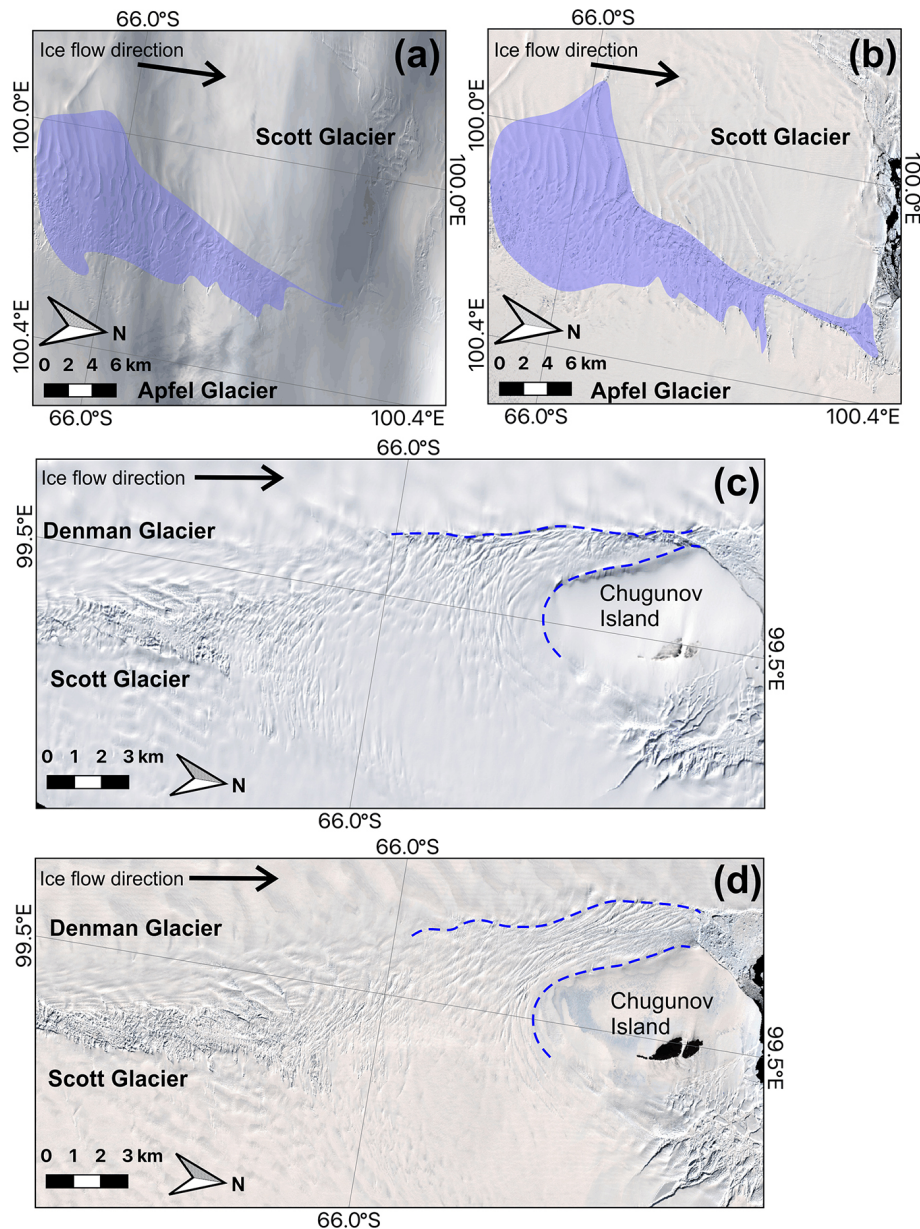 66.0°S
Ice flow direction
(a)
100.0°E
Scott Glacier
100.0°E
100.4°E
N
0 2 4 6 km
Apfel Glacier
66.0°S
100.4°E
66.0°S
Ice flow direction
(b)
100.0°E
Scott Glacier
100.0°E
100.4°E
N
0 2 4 6 km
Apfel Glacier
66.0°S
100.4°E
66.0°S
Ice flow direction
(c)
Denman Glacier
99.5°E
Chugunov
Island
99.5°E
Scott Glacier
0 1 2 3 km
N
66.0°S
66.0°S
Ice flow direction
(d)
Denman Glacier
99.5°E
Chugunov
Island
99.5°E
Scott Glacier
0 1 2 3 km
N
66.0°S